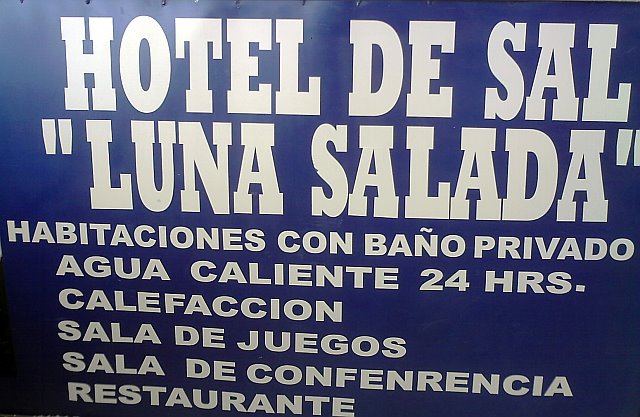 HOTEL DE SAL
"LUNA SALADA"
HABITACIONES CON BAÑO PRIVADO
AGUA CALIENTE 24 HRS.
CALEFACCION
SALA DE JUEGOS
SALA DE CONFENRENCIA
RESTAURANTE